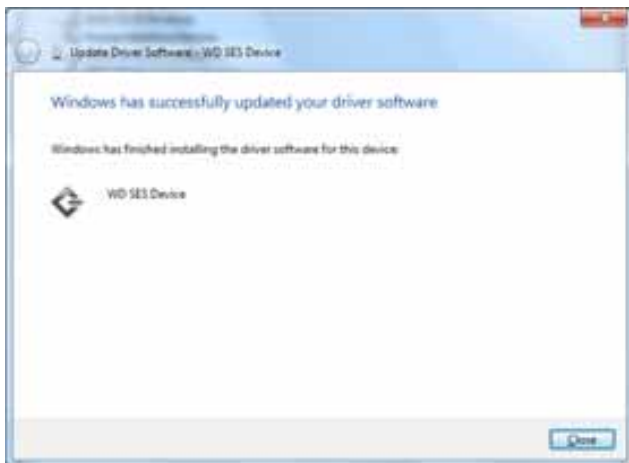 Update Driver Software - WD SES Device
Windows has successfully updated your driver software
Windows has finished installing the driver software for this device:
WD SES Device
Close